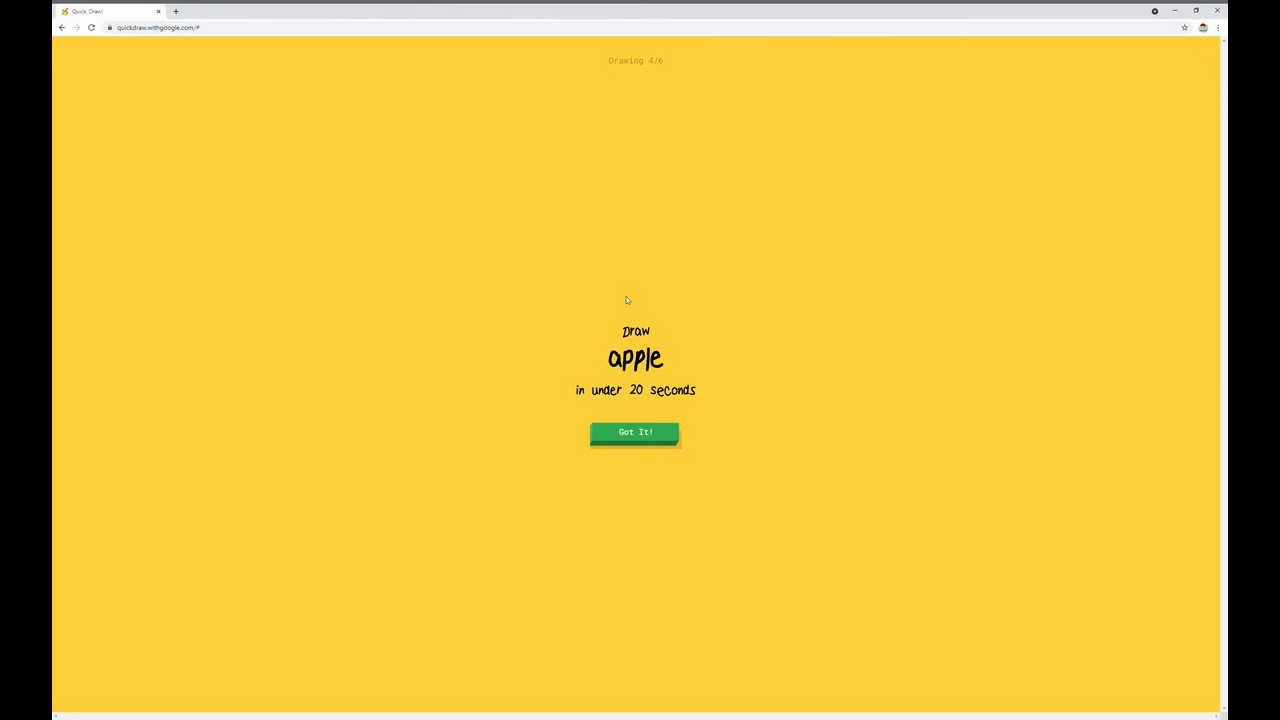 Quick, Draw!
quickdraw.withgoogle.com/#
Drawing 4/6
Draw
apple
in under 20 seconds
Got It!